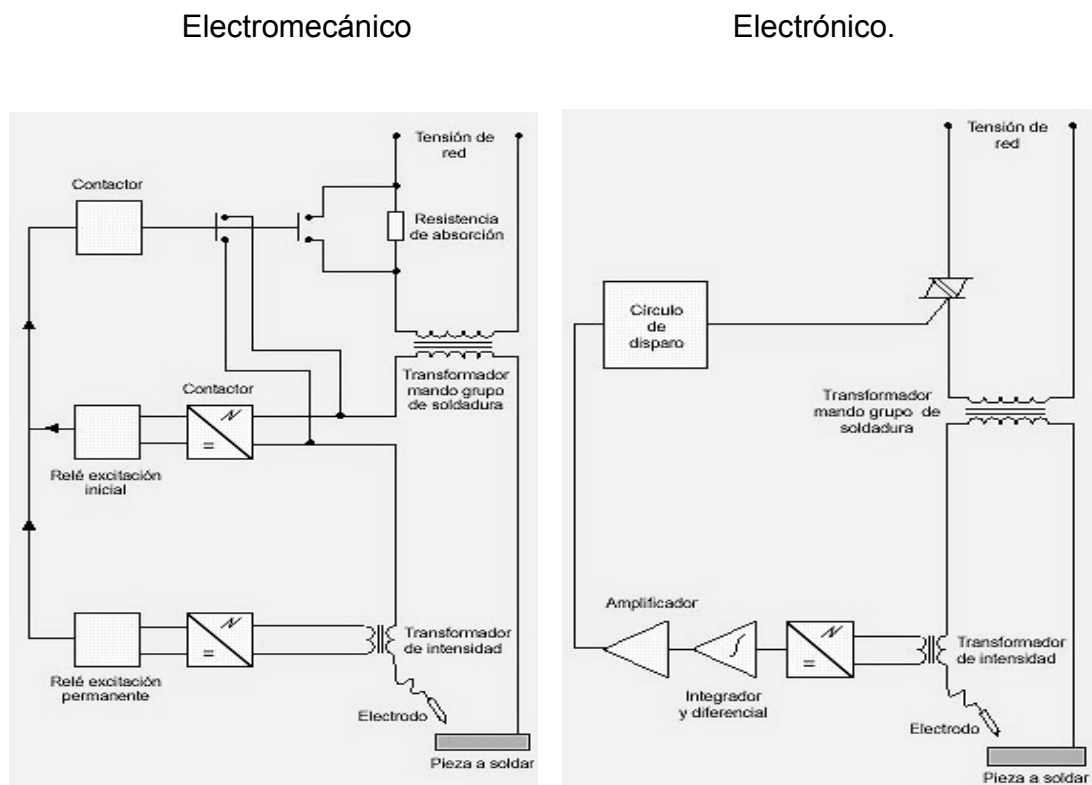 Electromecánico
Electrónico.
Tensión de
red
Contactor
Resistencia
de absorción
Transformador
mando grupo
de soldadura
Contactor
N
=
Relé excitación
inicial
Transformador
de intensidad
N
=
Relé excitación
permanente
Electrodo
Pieza a soldar
Tensión de
red
Círculo
de
disparo
Transformador
mando grupo de
soldadura
Amplificador
N
=
Transformador
de intensidad
Integrador
y diferencial
Electrodo
Pieza a soldar